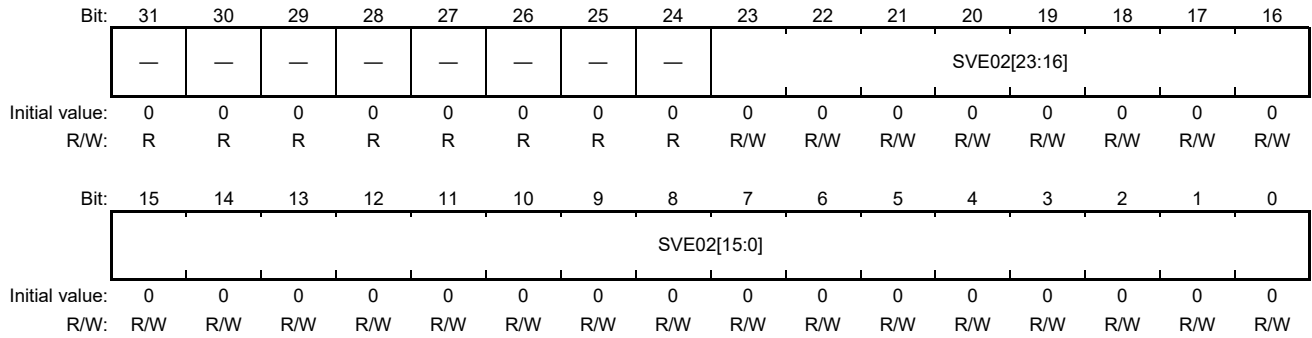 Bit: 31 30 29 28 27 26 25 24 23 22 21 20 19 18 17 16
— — — — — — — — SVE02[23:16]
Initial value: 0 0 0 0 0 0 0 0 0 0 0 0 0 0 0 0
R/W: R R R R R R R R R/W R/W R/W R/W R/W R/W R/W R/W
Bit: 15 14 13 12 11 10 9 8 7 6 5 4 3 2 1 0
SVE02[15:0]
Initial value: 0 0 0 0 0 0 0 0 0 0 0 0 0 0 0 0
R/W: R/W R/W R/W R/W R/W R/W R/W R/W R/W R/W R/W R/W R/W R/W R/W R/W